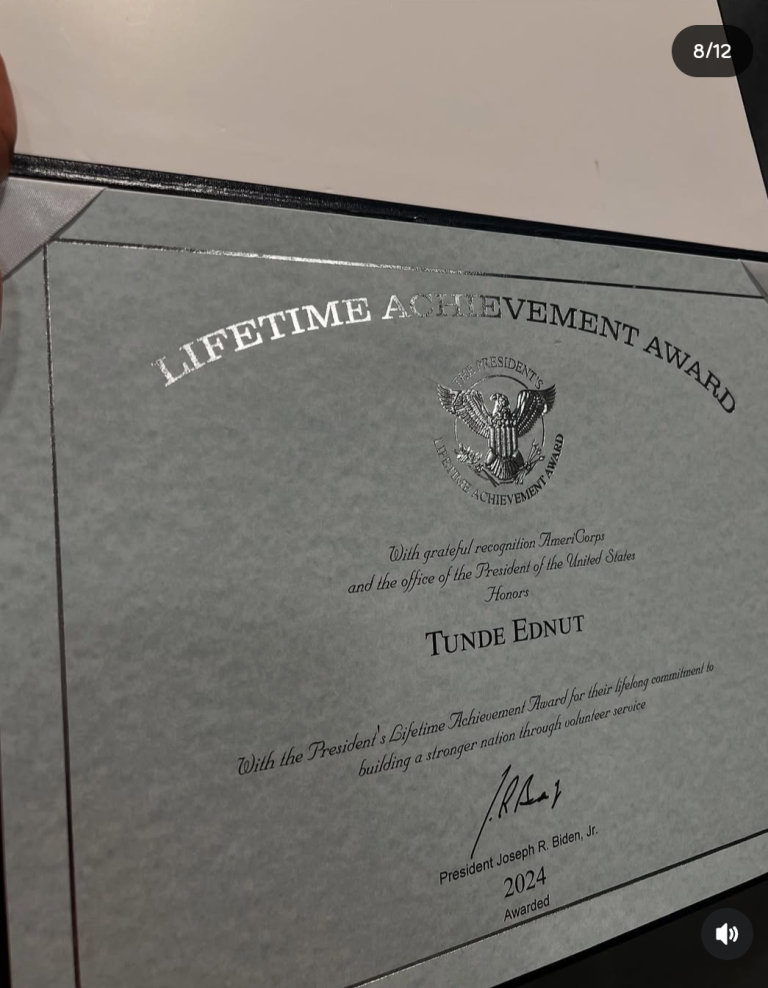 8/12
LIFETIME ACHIEVEMENT AWARD
THE PRESIDENT'S
LIFETIME ACHIEVEMENT AWARD
With grateful recognition AmeriCorps
and the office of the President of the United States
Honors
TUNDE EDNUT
With the President's Lifetime Achievement Award for their lifelong commitment to
building a stronger nation through volunteer service
President Joseph R. Biden, Jr.
2024
Awarded